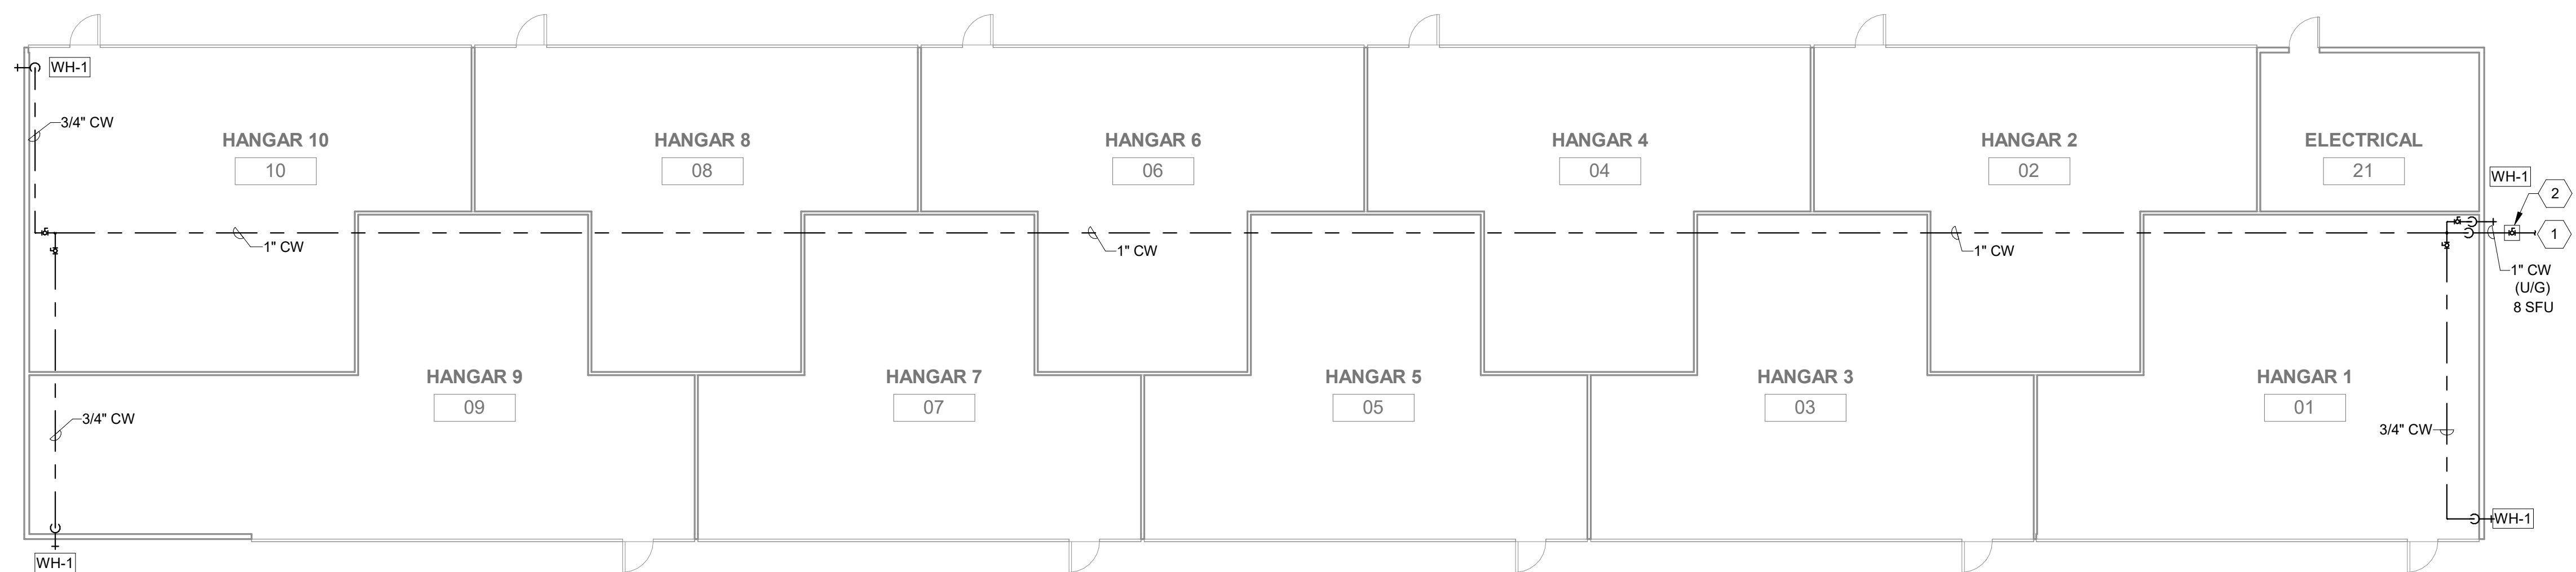 WH-1
3/4" CW
HANGAR 10
10
HANGAR 8
08
HANGAR 6
06
HANGAR 4
04
HANGAR 2
02
ELECTRICAL
21
WH-1
2
1
1" CW
1" CW
1" CW
1" CW
(U/G)
8 SFU
HANGAR 9
09
HANGAR 7
07
HANGAR 5
05
HANGAR 3
03
HANGAR 1
01
3/4" CW
3/4" CW
WH-1
WH-1